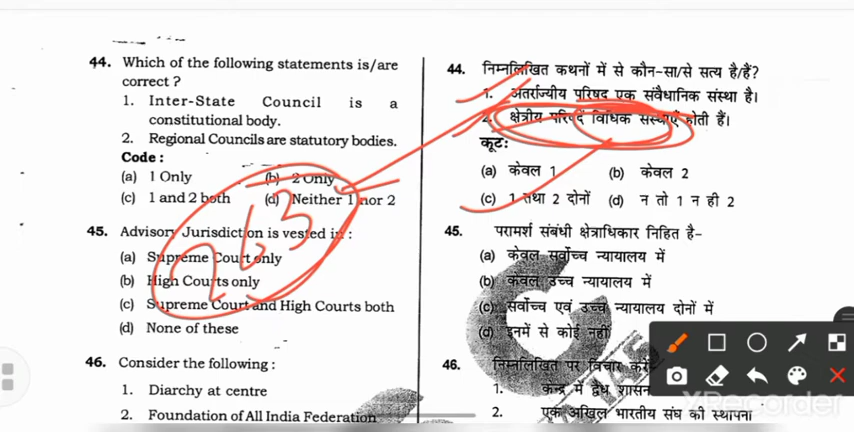 44. Which of the following statements is/are
correct ?
1. Inter-State Council is a
constitutional body.
2. Regional Councils are statutory bodies.
Code :
(a) 1 Only (b) 2 Only
(c) 1 and 2 both (d) Neither 1 nor 2
45. Advisory Jurisdiction is vested in :
(a) Supreme Court only
(b) High Courts only
(c) Supreme Court and High Courts both
(d) None of these
46. Consider the following :
1. Diarchy at centre
2. Foundation of All India Federation
263
44. निम्नलिखित कथनों में से कौन-सा/से सत्य है/हैं?
1. अंतर्राज्यीय परिषद एक संवैधानिक संस्था है।
2. क्षेत्रीय परिषदें विधिक संस्थाएँ होती हैं।
कूटः
(a) केवल 1 (b) केवल 2
(c) 1 तथा 2 दोनों (d) न तो 1 न ही 2
45. परामर्श संबंधी क्षेत्राधिकार निहित है-
(a) केवल सर्वोच्च न्यायालय में
(b) केवल उच्च न्यायालय में
(c) सर्वोच्च एवं उच्च न्यायालय दोनों में
(d) इनमें से कोई नहीं
46. निम्नलिखित पर विचार करें
1. केन्द्र में द्वैध शासन
2. एक अखिल भारतीय संघ की स्थापना
XRecorder